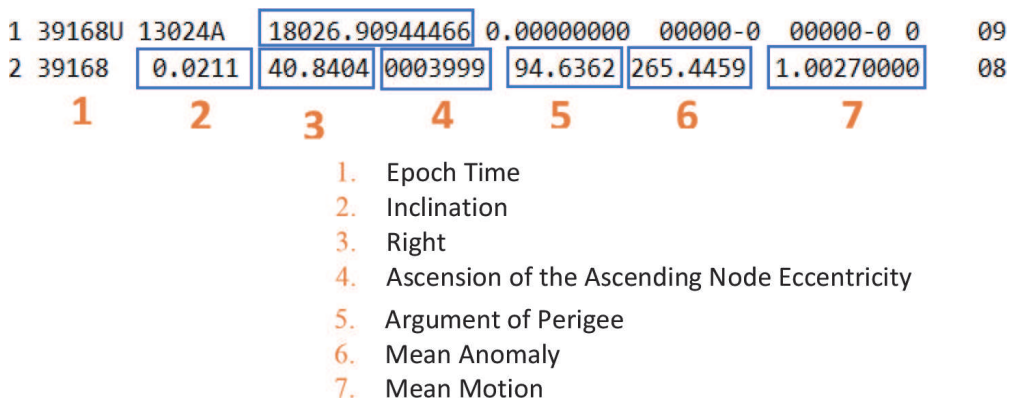 1 39168U 13024A 18026.90944466 0.00000000 00000-0 00000-0 0 09
2 39168 0.0211 40.8404 0003999 94.6362 265.4459 1.00270000 08
1 2 3 4 5 6 7
1. Epoch Time
2. Inclination
3. Right
4. Ascension of the Ascending Node Eccentricity
5. Argument of Perigee
6. Mean Anomaly
7. Mean Motion